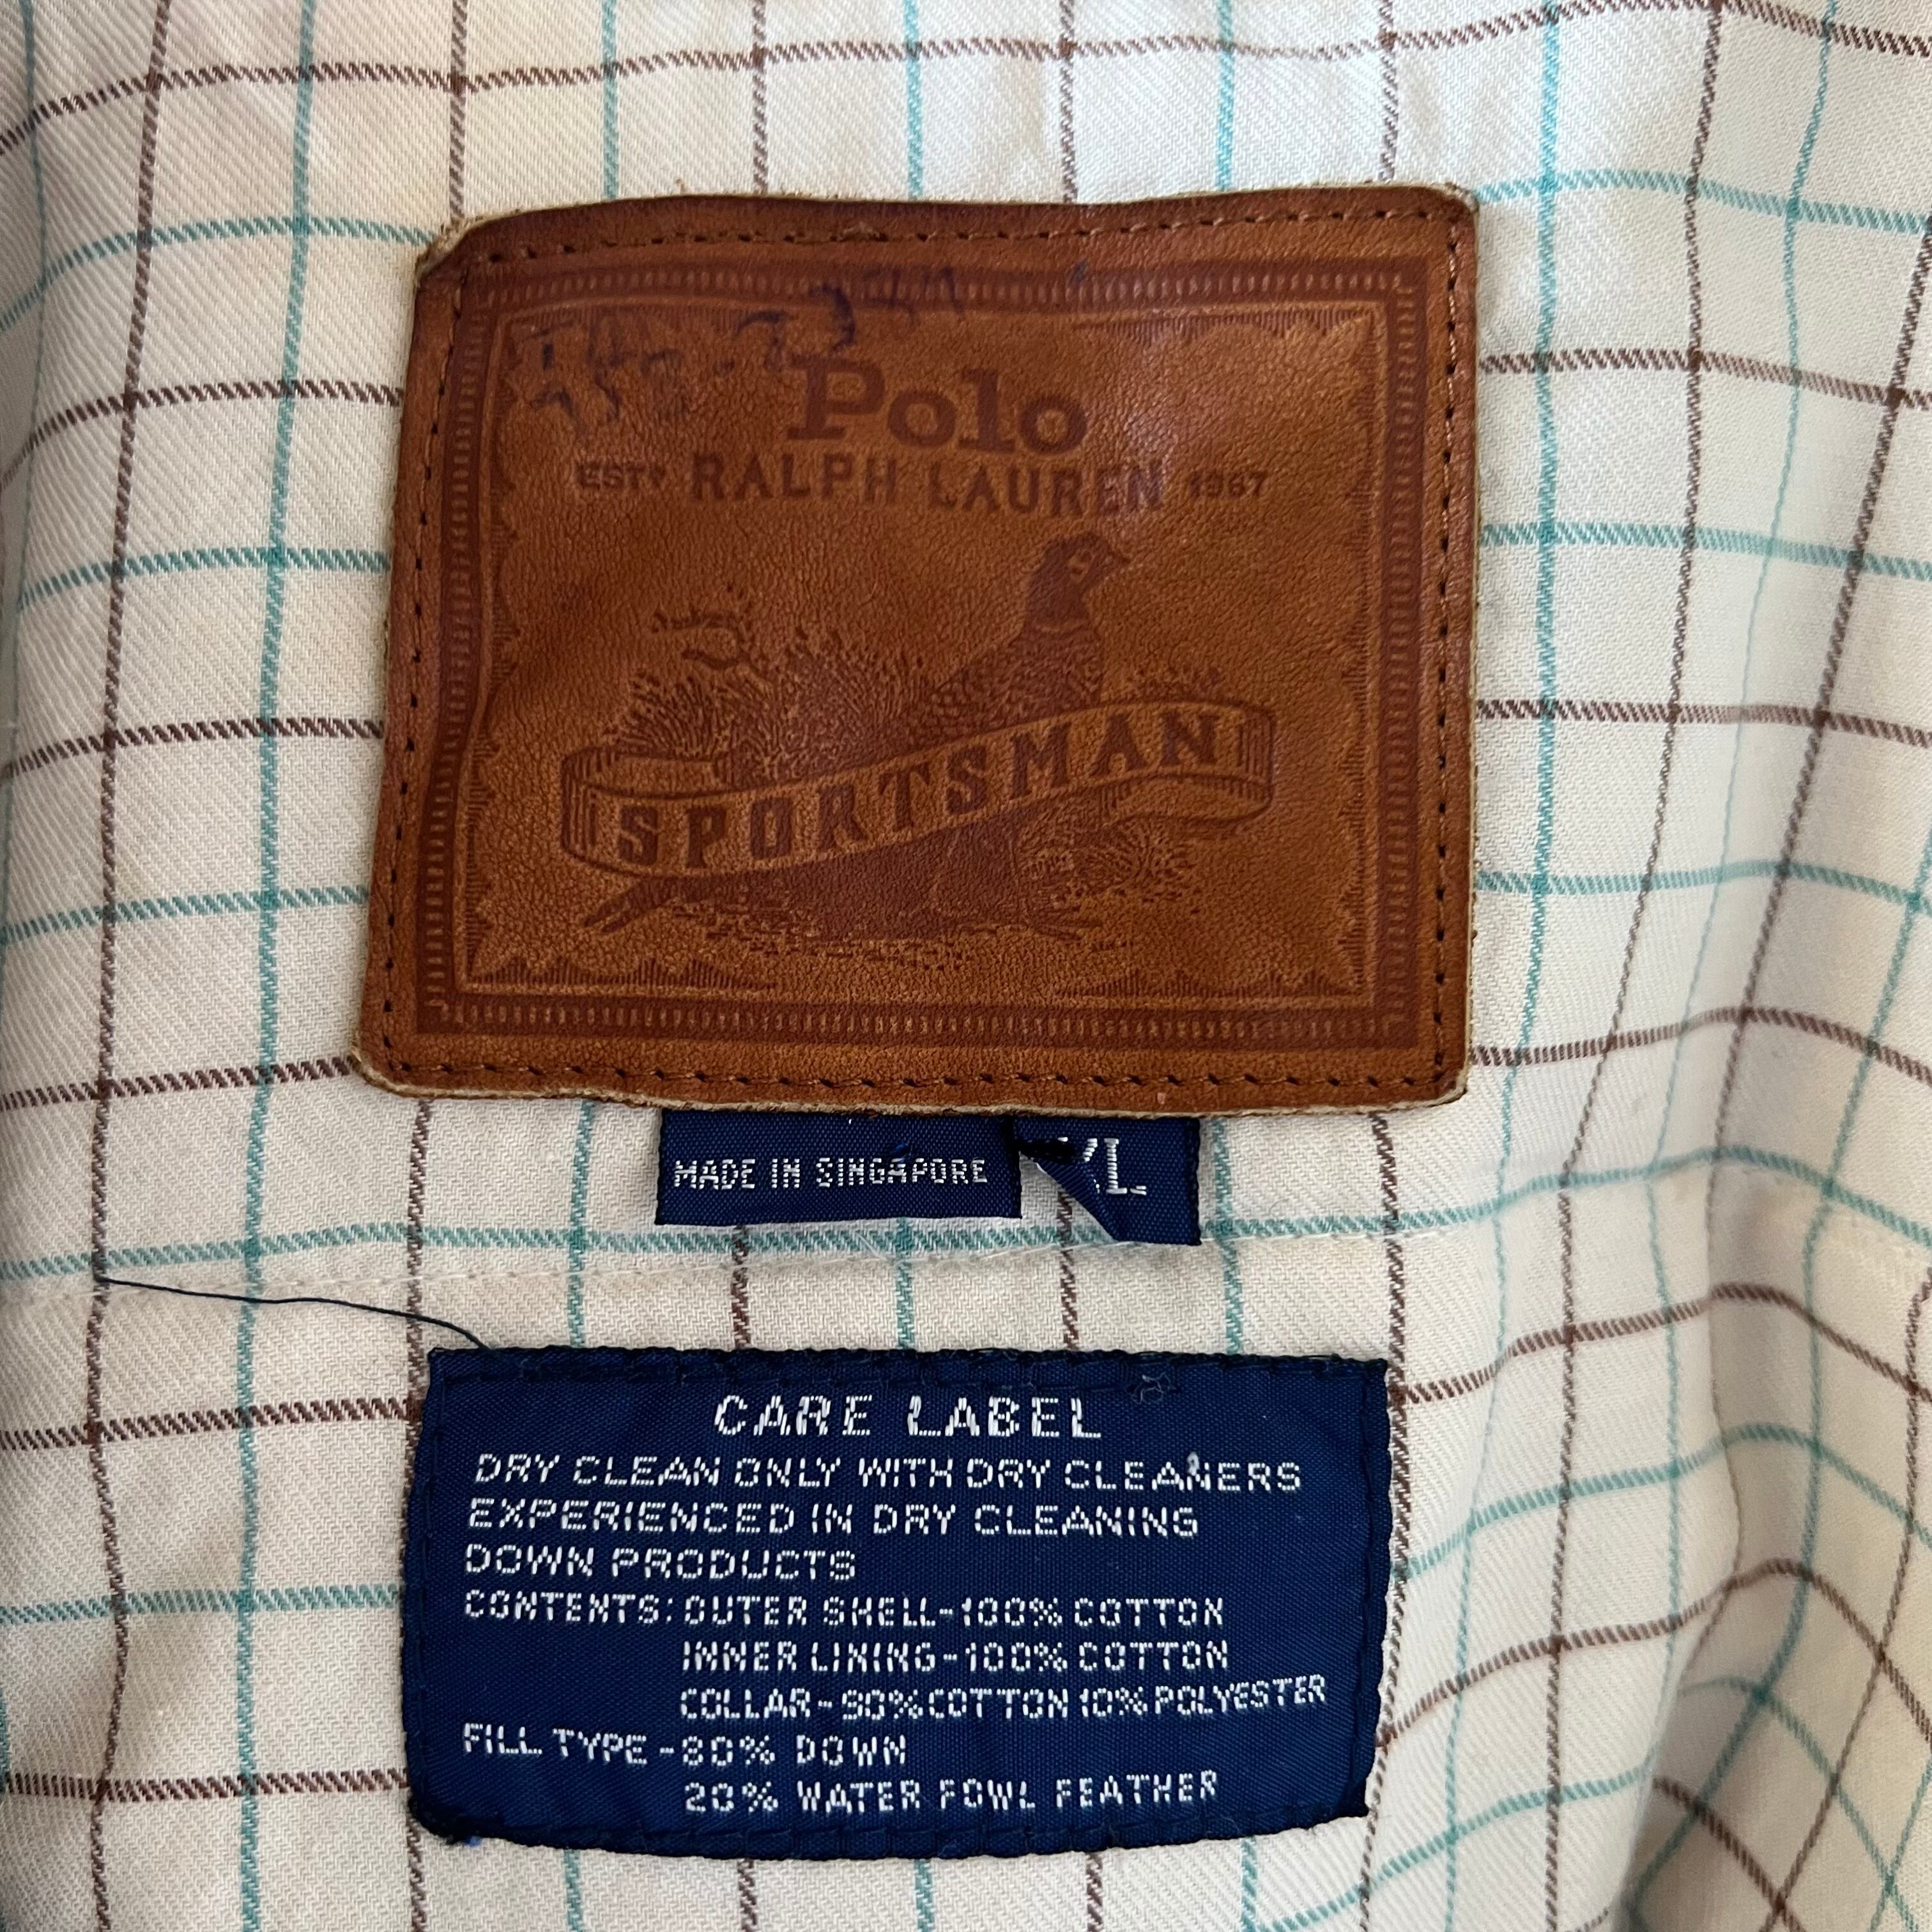 Polo
ESTD RALPH LAUREN 1967
SPORTSMAN
MADE IN SINGAPORE
XL
CARE LABEL
DRY CLEAN ONLY WITH DRY CLEANERS
EXPERIENCED IN DRY CLEANING
DOWN PRODUCTS
CONTENTS: OUTER SHELL-100% COTTON
INNER LINING-100% COTTON
COLLAR-90% COTTON 10% POLYESTER
FILL TYPE-80% DOWN
20% WATER FOWL FEATHER